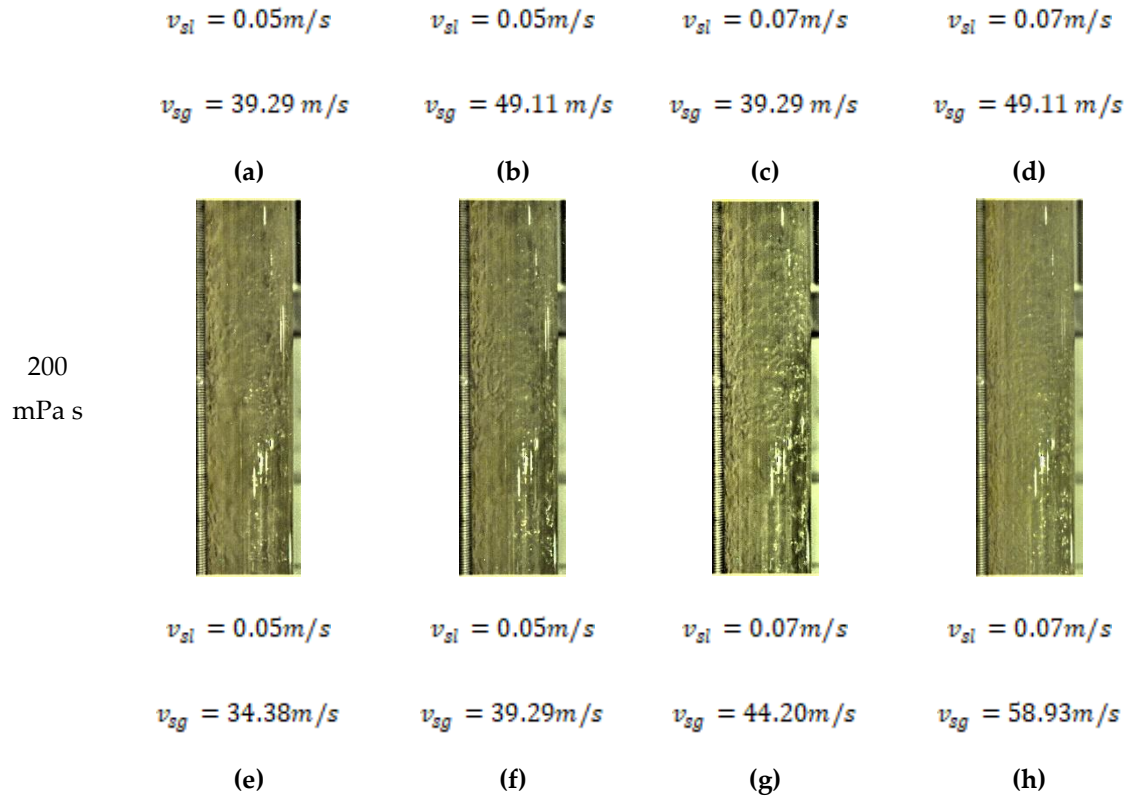 v_sl = 0.05m/s v_sl = 0.05m/s v_sl = 0.07m/s v_sl = 0.07m/s
v_sg = 39.29 m/s v_sg = 49.11 m/s v_sg = 39.29 m/s v_sg = 49.11 m/s
(a) (b) (c) (d)
200
mPa s
v_sl = 0.05m/s v_sl = 0.05m/s v_sl = 0.07m/s v_sl = 0.07m/s
v_sg = 34.38m/s v_sg = 39.29m/s v_sg = 44.20m/s v_sg = 58.93m/s
(e) (f) (g) (h)